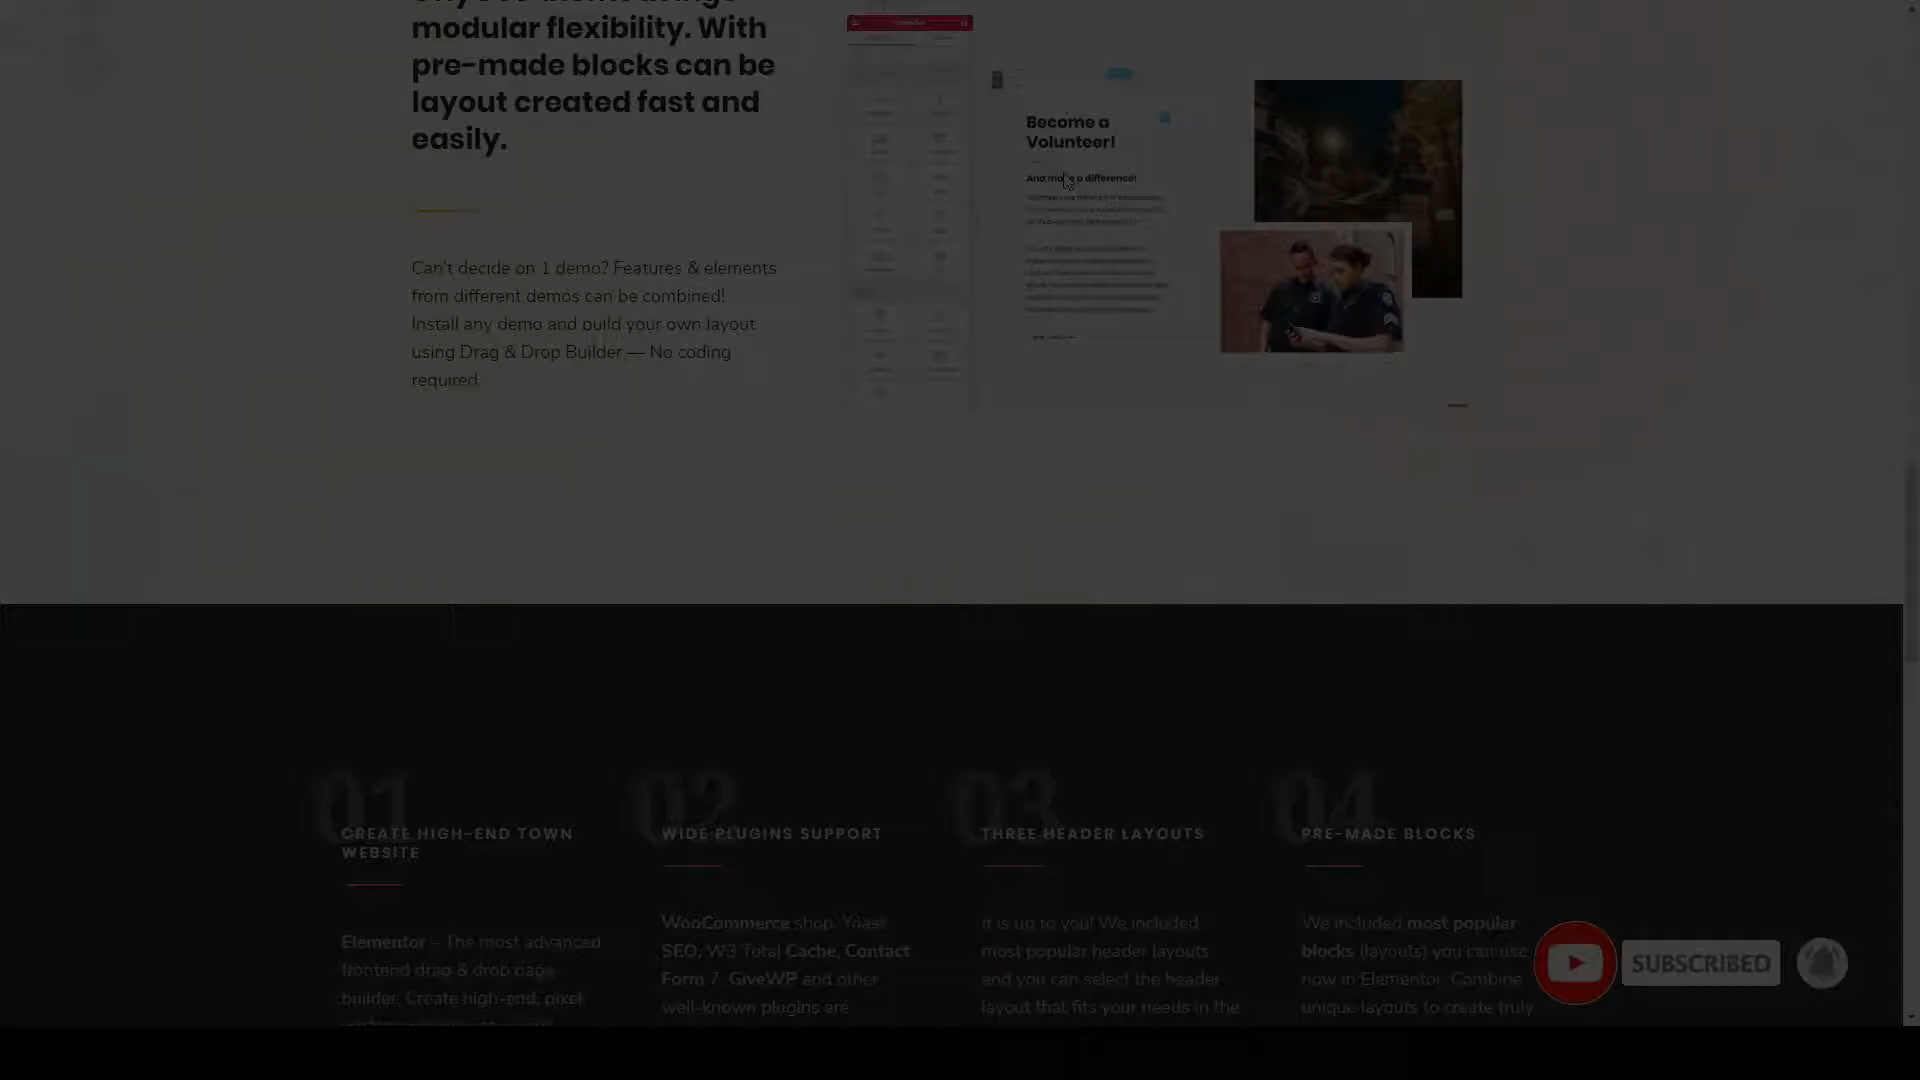 modular flexibility. With
pre-made blocks can be
layout created fast and
easily.
Can't decide on 1 demo? Features & elements
from different demos can be combined!
Install any demo and build your own layout
using Drag & Drop Builder — No coding
required.
Become a
Volunteer!
And make a difference!
01
CREATE HIGH-END TOWN
WEBSITE
Elementor – The most advanced
frontend drag & drop page
builder. Create high-end, pixel
02
WIDE PLUGINS SUPPORT
WooCommerce shop, Yoast
SEO, W3 Total Cache, Contact
Form 7, GiveWP and other
well-known plugins are
03
THREE HEADER LAYOUTS
It is up to you! We included
most popular header layouts
and you can select the header
layout that fits your needs in the
04
PRE-MADE BLOCKS
We included most popular
blocks (layouts) you can use
now in Elementor. Combine
unique layouts to create truly
SUBSCRIBED